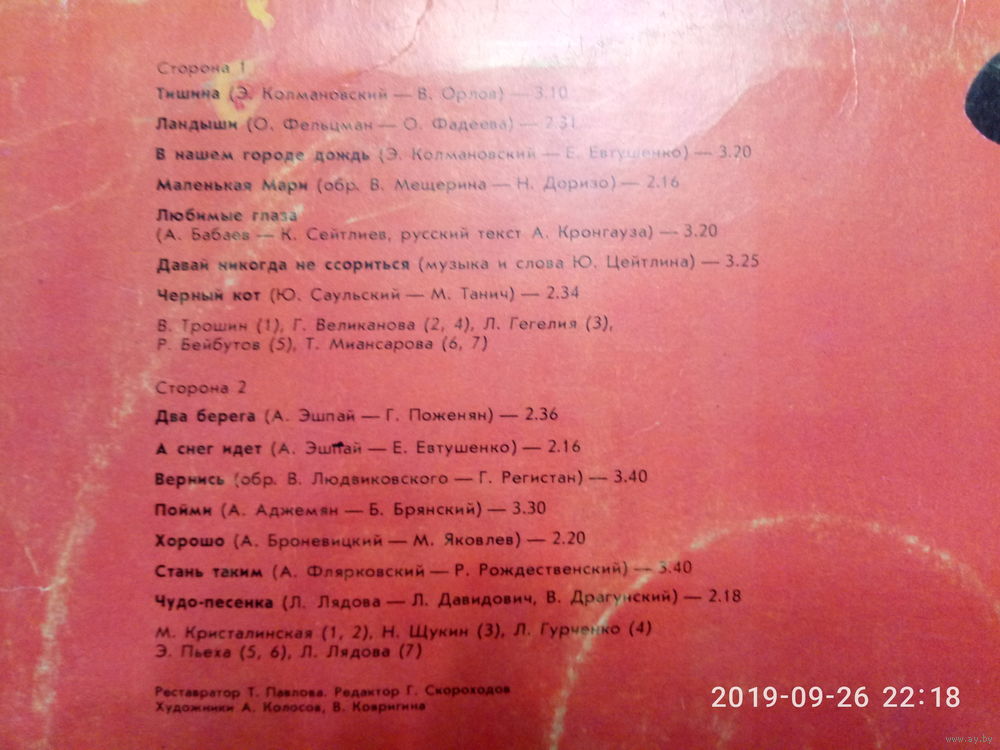 Сторона 1
Тишина (Э. Колмановский — В. Орлов) — 3.10
Ландыши (О. Фельцман — О. Фадеева) — 2.31
В нашем городе дождь (Э. Колмановский — Е. Евтушенко) — 3.20
Маленькая Мари (обр. В. Мещерина — Н. Доризо) — 2.16
Любимые глаза
(А. Бабаев — К. Сейтлиев, русский текст А. Кронгауза) — 3.20
Давай никогда не ссориться (музыка и слова Ю. Цейтлина) — 3.25
Черный кот (Ю. Саульский — М. Танич) — 2.34
В. Трошин (1), Г. Великанова (2, 4), Л. Гегелия (3),
Р. Бейбутов (5), Т. Миансарова (6, 7)
Сторона 2
Два берега (А. Эшпай — Г. Поженян) — 2.36
А снег идет (А. Эшпай — Е. Евтушенко) — 2.16
Вернись (обр. В. Людвиковского — Г. Регистан) — 3.40
Пойми (А. Аджемян — Б. Брянский) — 3.30
Хорошо (А. Броневицкий — М. Яковлев) — 2.20
Стань таким (А. Флярковский — Р. Рождественский) — 3.40
Чудо-песенка (Л. Лядова — Л. Давидович, В. Драгунский) — 2.18
М. Кристалинская (1, 2), Н. Щукин (3), Л. Гурченко (4)
Э. Пьеха (5, 6), Л. Лядова (7)
Реставратор Т. Павлова. Редактор Г. Скороходов
Художники А. Колосов, В. Ковригина
2019-09-26 22:18
www.ay.by